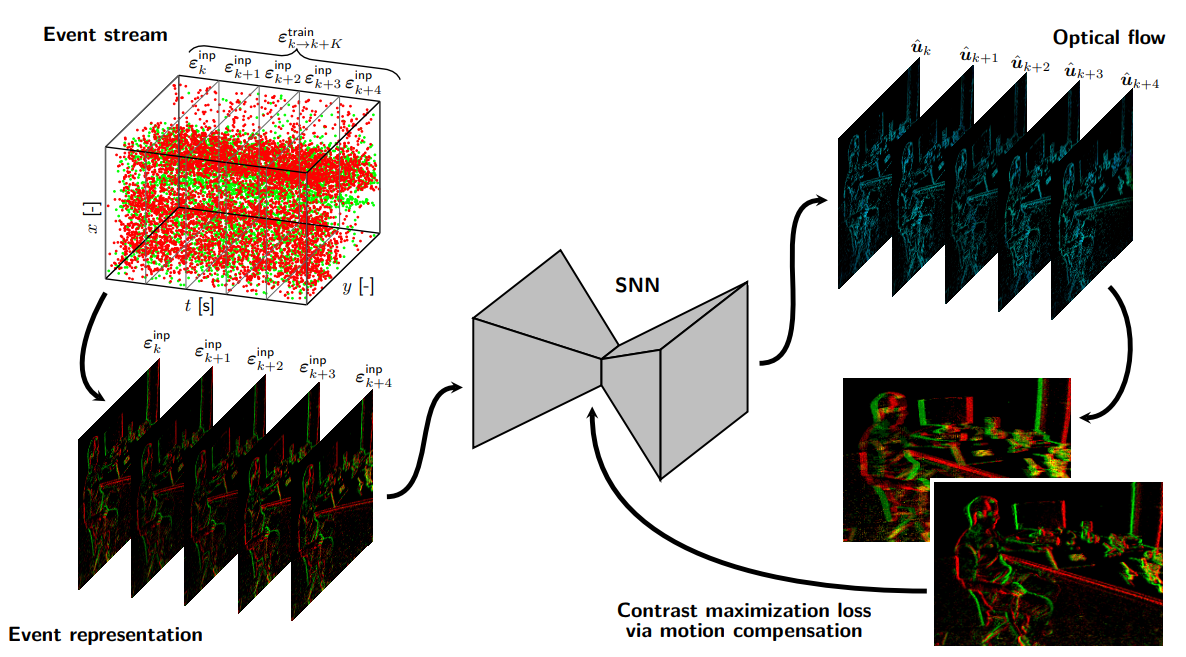 Event stream
ε^train_{k→k+K}
ε^inp_k ε^inp_{k+1} ε^inp_{k+2} ε^inp_{k+3} ε^inp_{k+4}
x [-]
t [s]
y [-]
ε^inp_k ε^inp_{k+1} ε^inp_{k+2} ε^inp_{k+3} ε^inp_{k+4}
Event representation
SNN
Optical flow
û_k û_{k+1} û_{k+2} û_{k+3} û_{k+4}
Contrast maximization loss
via motion compensation